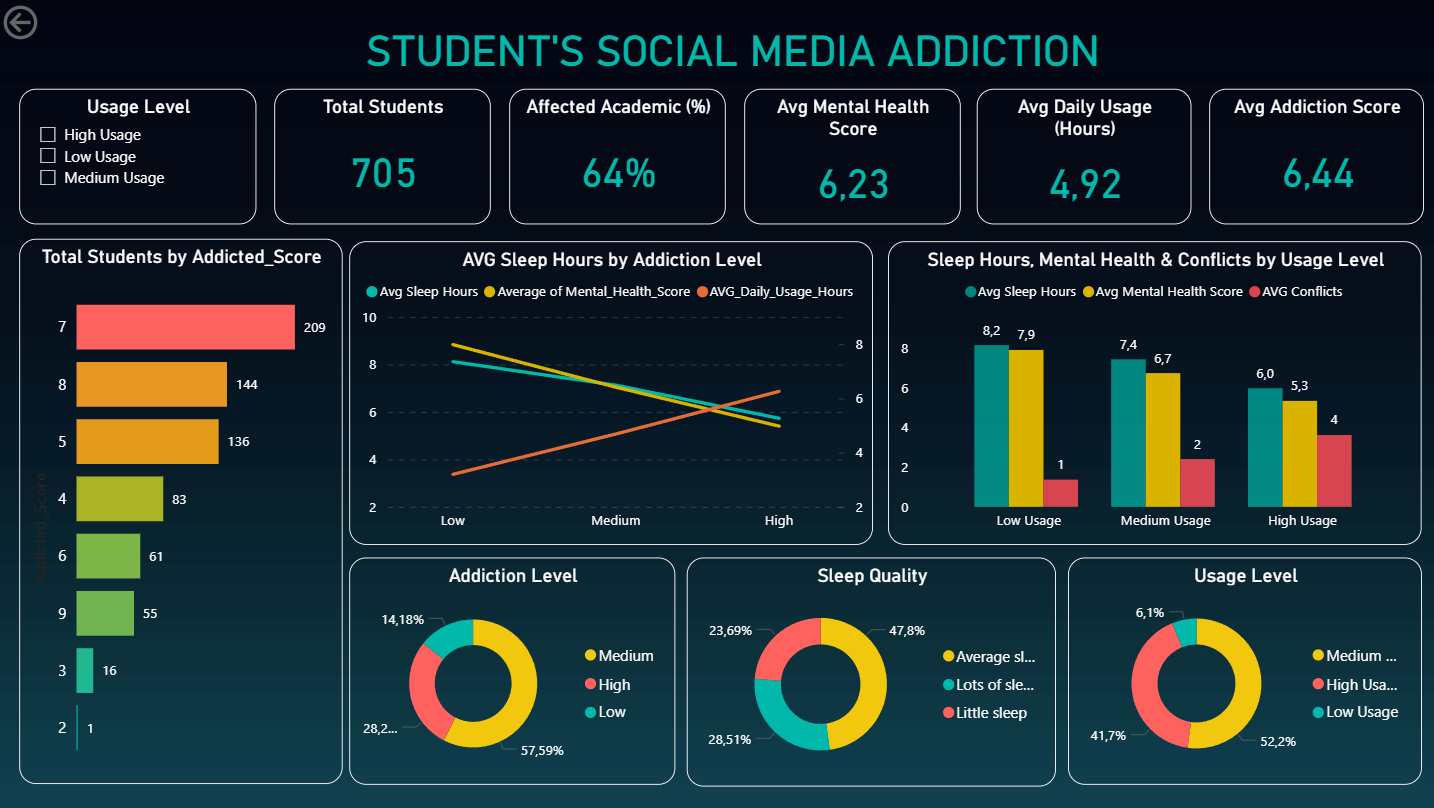 STUDENT'S SOCIAL MEDIA ADDICTION
Usage Level
High Usage
Low Usage
Medium Usage
Total Students
705
Affected Academic (%)
64%
Avg Mental Health
Score
6,23
Avg Daily Usage
(Hours)
4,92
Avg Addiction Score
6,44
Total Students by Addicted_Score
Addicted_Score
7 209
8 144
5 136
4 83
6 61
9 55
3 16
2 1
AVG Sleep Hours by Addiction Level
Avg Sleep Hours Average of Mental_Health_Score AVG_Daily_Usage_Hours
10
8 8
6 6
4 4
2 2
Low Medium High
Sleep Hours, Mental Health & Conflicts by Usage Level
Avg Sleep Hours Avg Mental Health Score AVG Conflicts
8
6
4
2
0
8,2 7,9 1
7,4 6,7 2
6,0 5,3 4
Low Usage Medium Usage High Usage
Addiction Level
14,18%
28,2...
57,59%
Medium
High
Low
Sleep Quality
23,69%
47,8%
28,51%
Average sl...
Lots of sle...
Little sleep
Usage Level
6,1%
41,7%
52,2%
Medium ...
High Usa...
Low Usage